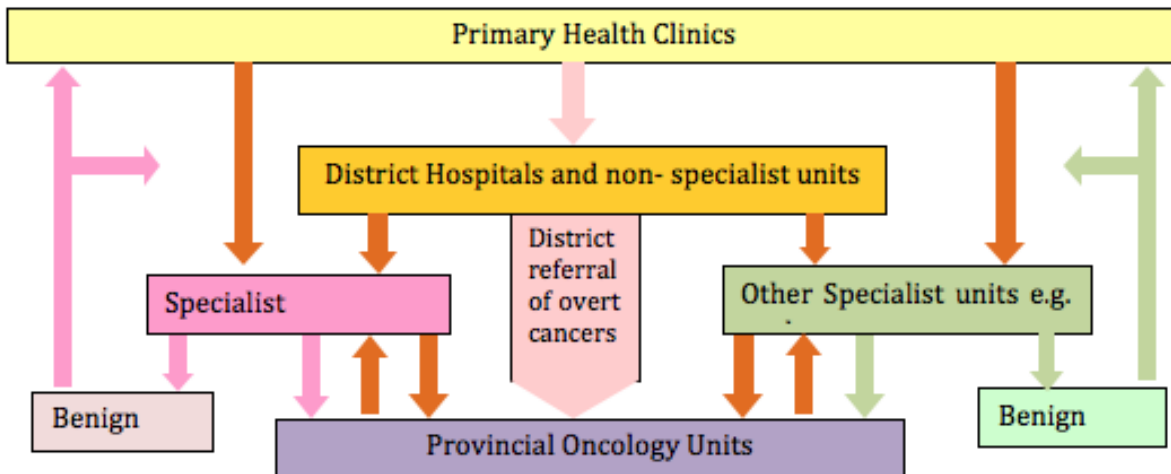 Primary Health Clinics
District Hospitals and non- specialist units
District
referral
of overt
cancers
Specialist
Other Specialist units e.g.
Benign
Benign
Provincial Oncology Units